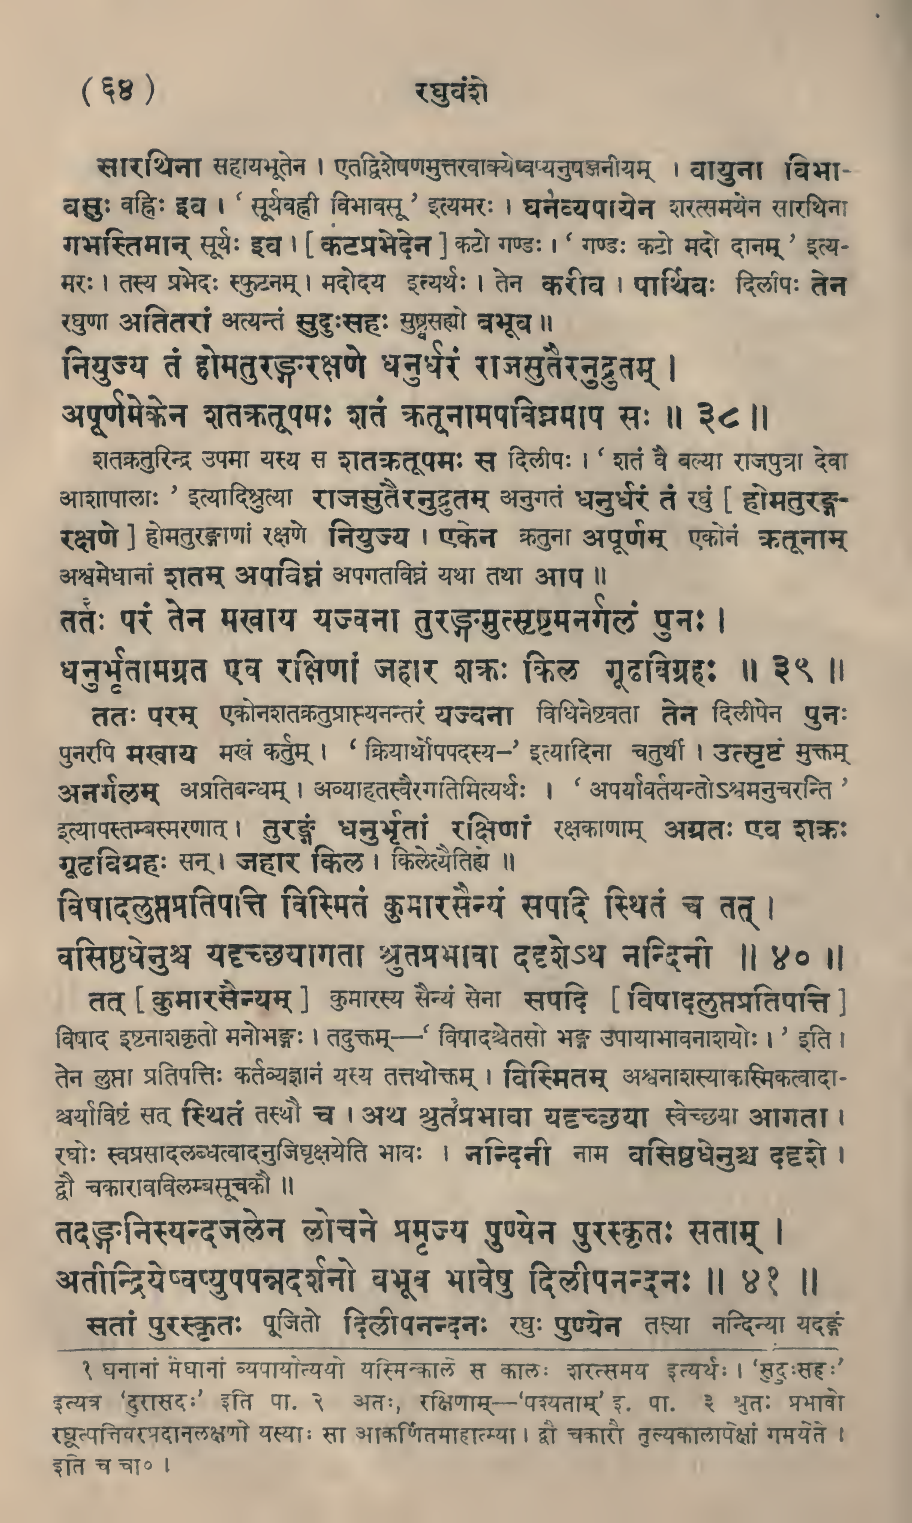 ( ६४ ) रघुवंशे
सारथिना सहायभूतेन । एतद्विशेषणमुत्तरवाक्येष्वप्यनुषञ्जनीयम् । वायुना विभा-
वसुः वह्निः इव । ‘ सूर्यवह्नी विभावसू ’ इत्यमरः । घर्नव्यपायेन शरत्समयेन सारथिना
गभस्तिमान् सूर्यः इव । [ कटप्रभेदेन ] कटो गण्डः । ‘ गण्डः कटो मदो दानम् ’ इत्य-
मरः । तस्य प्रभेदः स्फुटनम् । मदोदय इत्यर्थः । तेन करीव । पार्थिवः दिलीपः तेन
रघुणा अतितरां अत्यन्तं सुदुःसहः सुष्ठ्वसह्यो बभूव ॥
नियुज्य तं होमतुरङ्गरक्षणे धनुर्धरं राजसुतैरनुद्रुतम् ।
अपूर्णमेकेन शतक्रतूपमः शतं क्रतूनामपविघ्नमाप सः ॥ ३८ ॥
शतक्रतुरिन्द्र उपमा यस्य स शतक्रतूपमः स दिलीपः । ‘ शतं वै बल्या राजपुत्रा देवा
आशापालाः ’ इत्यादिश्रुत्या राजसुतैरनुद्रुतम् अनुगतं धनुर्धरं तं रघुं [ होमतुरङ्ग-
रक्षणे ] होमतुरङ्गाणां रक्षणे नियुज्य । एकेन क्रतुना अपूर्णम् एकोनं क्रतूनाम्
अश्वमेधानां शतम् अपविघ्नं अपगतविघ्नं यथा तथा आप ॥
ततः परं तेन मखाय यज्वना तुरङ्गमुत्सृष्टमनर्गलं पुनः ।
धनुर्भृतामग्रत एव रक्षिणां जहार शक्रः किल गूढविग्रहः ॥ ३९ ॥
ततः परम् एकोनशतक्रतुप्राप्त्यनन्तरं यज्वना विधिनेष्टवता तेन दिलीपेन पुनः
पुनरपि मखाय मखं कर्तुम् । ‘ क्रियार्थोपपदस्य–’ इत्यादिना चतुर्थी । उत्सृष्टं मुक्तम्
अनर्गलम् अप्रतिबन्धम् । अव्याहतस्वैरगतिमित्यर्थः । ‘ अपर्यावर्तयन्तोऽश्वमनुचरन्ति ’
इत्यापस्तम्बस्मरणात् । तुरङ्गं धनुर्भृतां रक्षिणां रक्षकाणाम् अग्रतः एव शक्रः
गूढविग्रहः सन् । जहार किल । किलेत्यैतिह्ये ॥
विषादलुप्तप्रतिपत्ति विस्मितं कुमारसैन्यं सपदि स्थितं च तत् ।
वसिष्ठधेनुश्च यदृच्छयागता श्रुतप्रभावा ददृशेऽथ नन्दिनी ॥ ४० ॥
तत् [ कुमारसैन्यम् ] कुमारस्य सैन्यं सेना सपदि [ विषादलुप्तप्रतिपत्ति ]
विषाद इष्टनाशकृतो मनोभङ्गः । तदुक्तम्—‘ विषादश्चेतसो भङ्ग उपायाभावनाशयोः । ’ इति ।
तेन लुप्ता प्रतिपत्तिः कर्तव्यज्ञानं यस्य तत्तथोक्तम् । विस्मितम् अश्वनाशस्याकस्मिकत्वादा-
श्चर्याविष्टं सत् स्थितं तस्थौ च । अथ श्रुर्तप्रभावा यदृच्छया स्वेच्छया आगता ।
रघोः स्वप्रसादलब्धत्वादनुजिघृक्षयेति भावः । नन्दिनी नाम वसिष्ठधेनुश्च ददृशे ।
द्वौ चकारावविलम्बसूचकौ ॥
तदङ्गनिस्यन्दजलेन लोचने प्रमृज्य पुण्येन पुरस्कृतः सताम् ।
अतीन्द्रियेष्वप्युपपन्नदर्शनो बभूव भावेषु दिलीपनन्दनः ॥ ४१ ॥
सतां पुरस्कृतः पूजितो दिलीपनन्दनः रघुः पुण्येन तस्या नन्दिन्या यदङ्गं
१ घनानां मेघानां व्यपायोत्ययो यस्मिन्काले स कालः शरत्समय इत्यर्थः । ‘सुदुःसहः’
इत्यत्र ‘दुरासदः’ इति पा. २ अतः, रक्षिणाम्—‘पश्यताम्’ इ. पा. ३ श्रुतः प्रभावो
रघूत्पत्तिवरप्रदानलक्षणो यस्याः सा आकर्णितमाहात्म्या । द्वौ चकारौ तुल्यकालापेक्षां गमयेते ।
इति च चा० ।